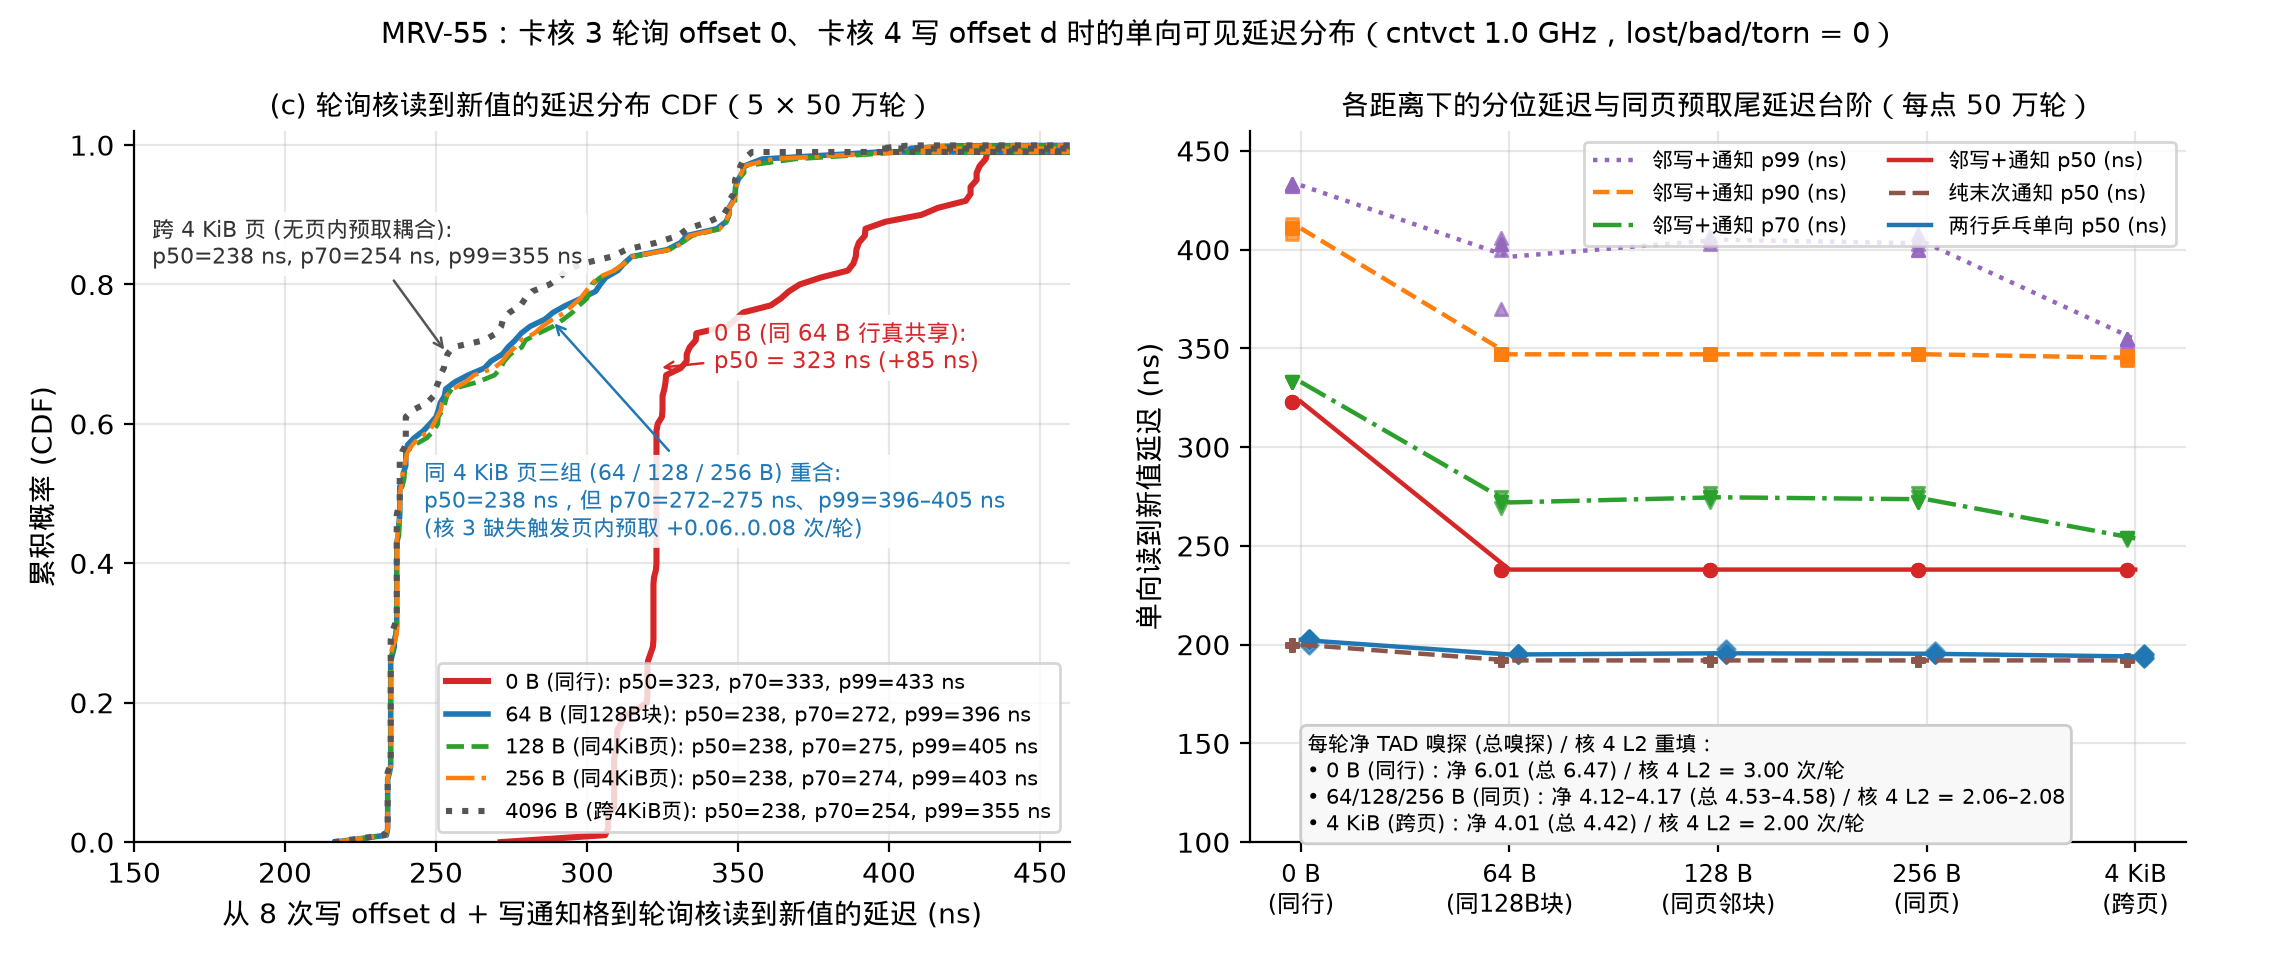 MRV-55：卡核 3 轮询 offset 0、卡核 4 写 offset d 时的单向可见延迟分布（cntvct 1.0 GHz，lost/bad/torn = 0）
(c) 轮询核读到新值的延迟分布 CDF（5 × 50 万轮）
累积概率 (CDF)
1.0
0.8
0.6
0.4
0.2
0.0
跨 4 KiB 页 (无页内预取耦合):
p50=238 ns, p70=254 ns, p99=355 ns
0 B (同 64 B 行真共享):
p50 = 323 ns (+85 ns)
同 4 KiB 页三组 (64 / 128 / 256 B) 重合:
p50=238 ns，但 p70=272–275 ns、p99=396–405 ns
(核 3 缺失触发页内预取 +0.06..0.08 次/轮)
0 B (同行): p50=323, p70=333, p99=433 ns
64 B (同128B块): p50=238, p70=272, p99=396 ns
128 B (同4KiB页): p50=238, p70=275, p99=405 ns
256 B (同4KiB页): p50=238, p70=274, p99=403 ns
4096 B (跨4KiB页): p50=238, p70=254, p99=355 ns
150 200 250 300 350 400 450
从 8 次写 offset d + 写通知格到轮询核读到新值的延迟 (ns)
各距离下的分位延迟与同页预取尾延迟台阶（每点 50 万轮）
单向读到新值延迟 (ns)
450
400
350
300
250
200
150
100
邻写+通知 p99 (ns)
邻写+通知 p90 (ns)
邻写+通知 p70 (ns)
邻写+通知 p50 (ns)
纯末次通知 p50 (ns)
两行乒乓单向 p50 (ns)
每轮净 TAD 嗅探 (总嗅探) / 核 4 L2 重填：
• 0 B (同行)：净 6.01 (总 6.47) / 核 4 L2 = 3.00 次/轮
• 64/128/256 B (同页)：净 4.12–4.17 (总 4.53–4.58) / 核 4 L2 = 2.06–2.08
• 4 KiB (跨页)：净 4.01 (总 4.42) / 核 4 L2 = 2.00 次/轮
0 B 64 B 128 B 256 B 4 KiB
(同行) (同128B块) (同页邻块) (同页) (跨页)